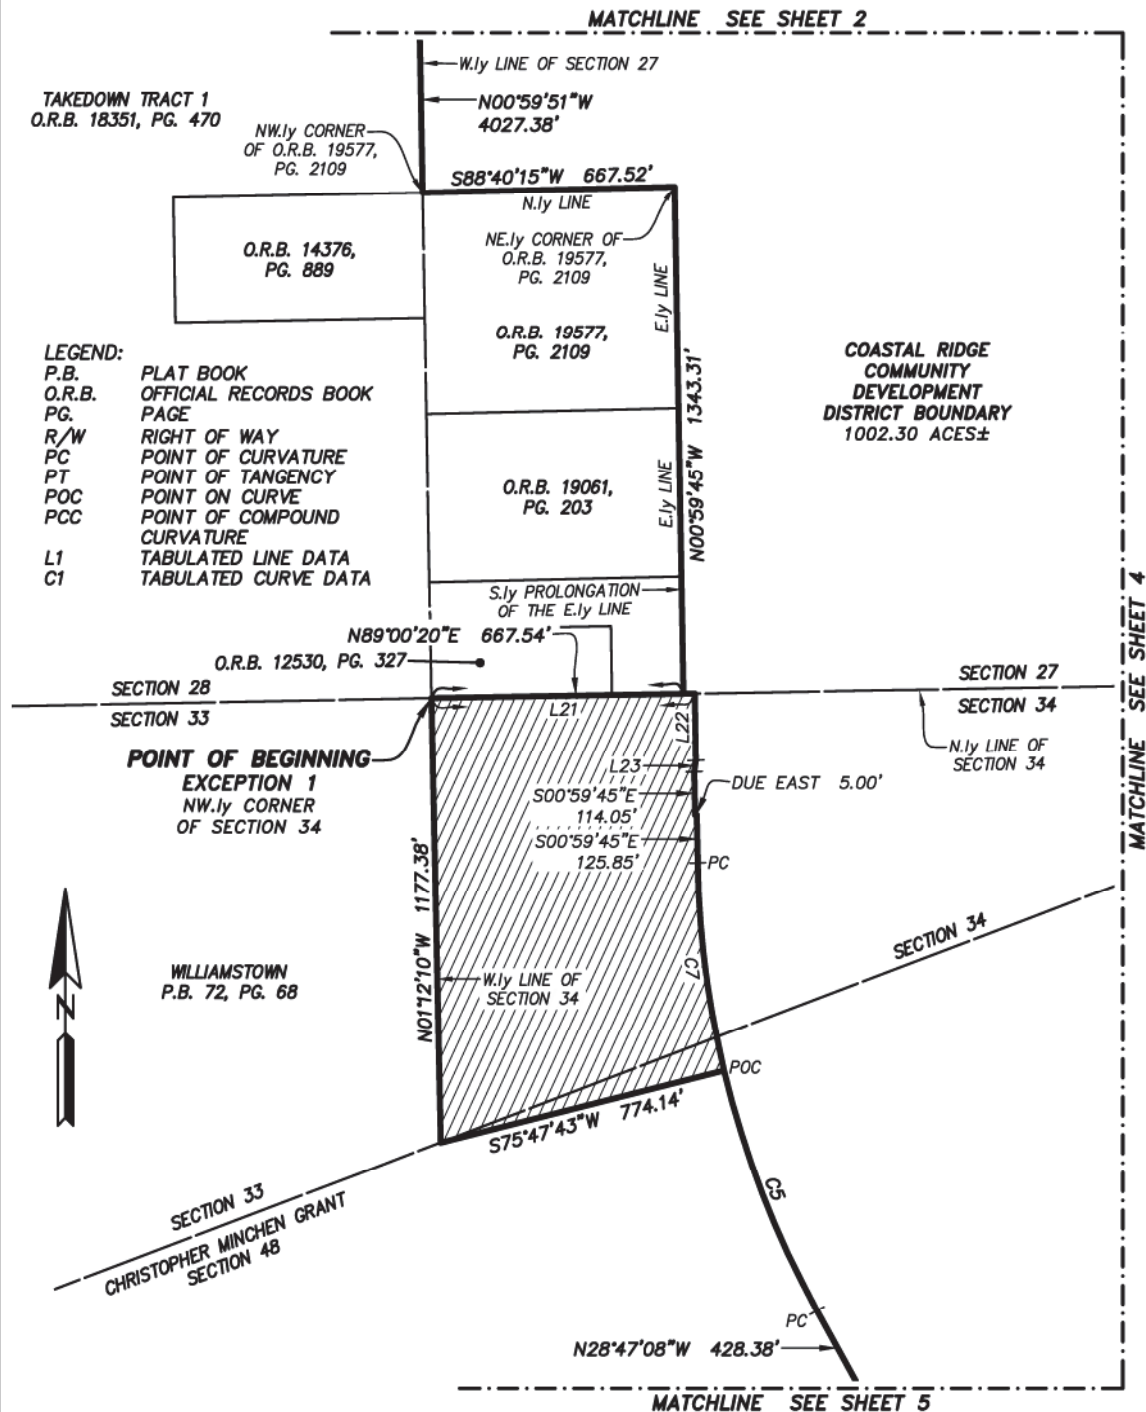 MATCHLINE SEE SHEET 2
W.ly LINE OF SECTION 27
TAKEDOWN TRACT 1
O.R.B. 18351, PG. 470
N00°59'51"W
4027.38'
NW.ly CORNER
OF O.R.B. 19577,
PG. 2109
S88°40'15"W 667.52'
N.ly LINE
O.R.B. 14376,
PG. 889
NE.ly CORNER OF
O.R.B. 19577,
PG. 2109
E.ly LINE
O.R.B. 19577,
PG. 2109
N00°59'45"W 1343.31'
COASTAL RIDGE
COMMUNITY
DEVELOPMENT
DISTRICT BOUNDARY
1002.30 ACES±
LEGEND:
P.B. PLAT BOOK
O.R.B. OFFICIAL RECORDS BOOK
PG. PAGE
R/W RIGHT OF WAY
PC POINT OF CURVATURE
PT POINT OF TANGENCY
POC POINT ON CURVE
PCC POINT OF COMPOUND
CURVATURE
L1 TABULATED LINE DATA
C1 TABULATED CURVE DATA
O.R.B. 19061,
PG. 203
E.ly LINE
S.ly PROLONGATION
OF THE E.ly LINE
N89°00'20"E 667.54'
O.R.B. 12530, PG. 327
SECTION 28
SECTION 33
SECTION 27
SECTION 34
MATCHLINE SEE SHEET 4
L21
L22
N.ly LINE OF
SECTION 34
POINT OF BEGINNING
EXCEPTION 1
NW.ly CORNER
OF SECTION 34
L23
DUE EAST 5.00'
S00°59'45"E
114.05'
S00°59'45"E
125.85'
PC
N01°12'10"W 1177.38'
SECTION 34
C7
WILLIAMSTOWN
P.B. 72, PG. 68
W.ly LINE OF
SECTION 34
N
POC
S75°47'43"W 774.14'
C5
SECTION 33
CHRISTOPHER MINCHEN GRANT
SECTION 48
PC
N28°47'08"W 428.38'
MATCHLINE SEE SHEET 5